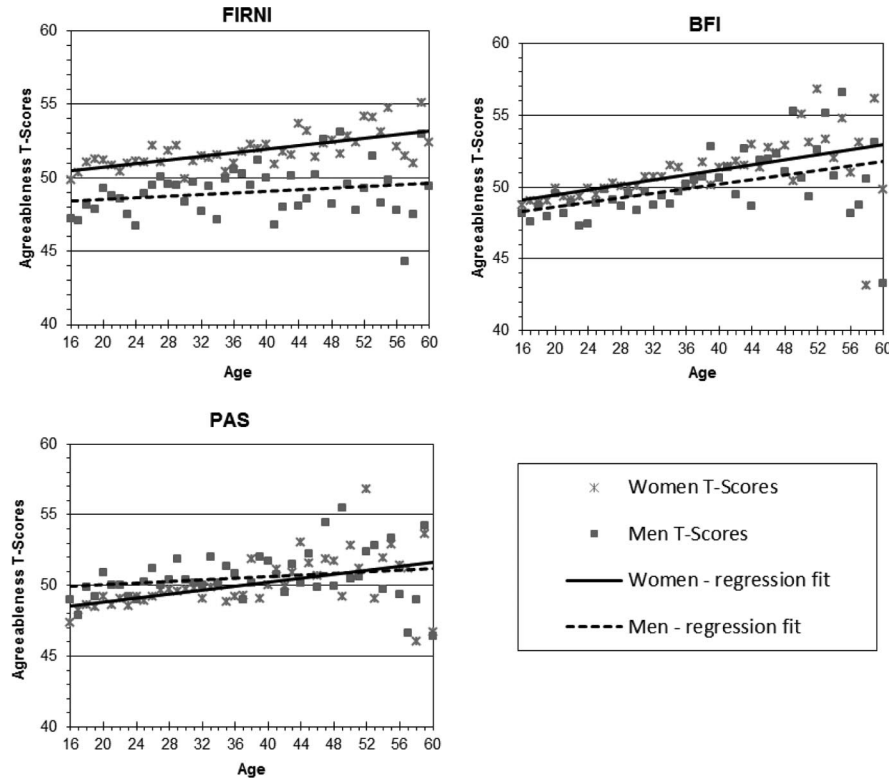 FIRNI
60
55
50
45
40
Agreeableness T-Scores
16 20 24 28 32 36 40 44 48 52 56 60
Age
BFI
60
55
50
45
40
Agreeableness T-Scores
16 20 24 28 32 36 40 44 48 52 56 60
Age
PAS
60
55
50
45
40
Agreeableness T-Scores
16 20 24 28 32 36 40 44 48 52 56 60
Age
Women T-Scores
Men T-Scores
Women - regression fit
Men - regression fit